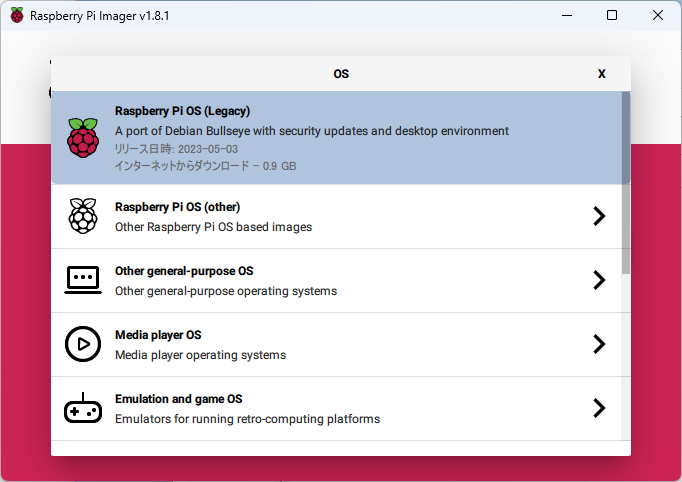 Raspberry Pi Imager v1.8.1
OS
X
Raspberry Pi OS (Legacy)
A port of Debian Bullseye with security updates and desktop environment
リリース日時: 2023-05-03
インターネットからダウンロード - 0.9 GB
Raspberry Pi OS (other)
Other Raspberry Pi OS based images
Other general-purpose OS
Other general-purpose operating systems
Media player OS
Media player operating systems
Emulation and game OS
Emulators for running retro-computing platforms